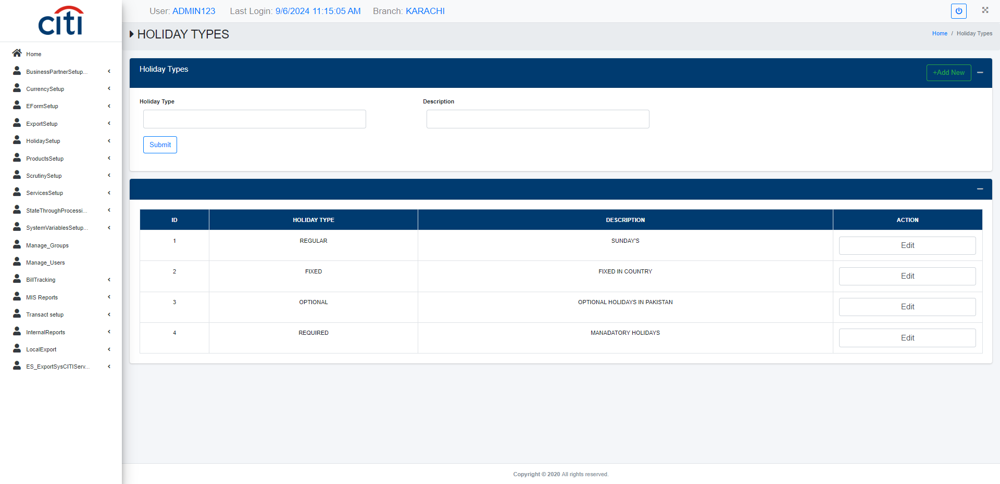 citi
User: ADMIN123 Last Login: 9/6/2024 11:15:05 AM Branch: KARACHI
HOLIDAY TYPES
Home / Holiday Types
Home
BusinessPartnerSetup...
CurrencySetup
EFormSetup
ExportSetup
HolidaySetup
ProductsSetup
ScrutinySetup
ServicesSetup
StateThroughProcessi...
SystemVariablesSetup...
Manage_Groups
Manage_Users
BillTracking
MIS Reports
Transact setup
InternalReports
LocalExport
ES_ExportSysCITIServ...
Holiday Types
+Add New
Holiday Type Description
Submit
ID HOLIDAY TYPE DESCRIPTION ACTION
1 REGULAR SUNDAY'S Edit
2 FIXED FIXED IN COUNTRY Edit
3 OPTIONAL OPTIONAL HOLIDAYS IN PAKISTAN Edit
4 REQUIRED MANADATORY HOLIDAYS Edit
Copyright © 2020 All rights reserved.